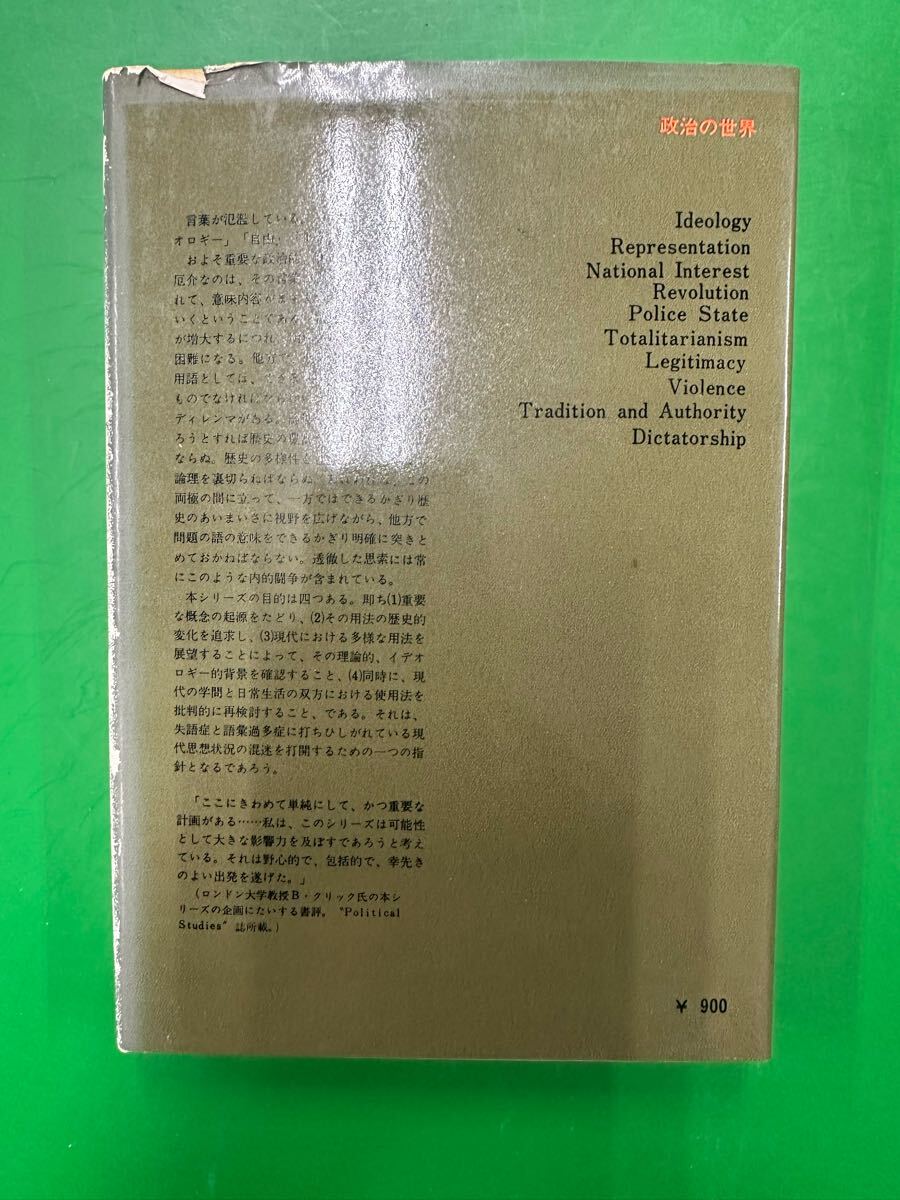 政治の世界
Ideology
Representation
National Interest
Revolution
Police State
Totalitarianism
Legitimacy
Violence
Tradition and Authority
Dictatorship
言葉が氾濫している。
オロギー」「自由」
およそ重要な政治的
厄介なのは、その言葉
れて、意味内容がます
いくということである
が増大するにつれ
困難になる。他方で
用語としては、
ものでなければなら
ディレンマがある。
ろうとすれば歴史の豊
ならぬ。歴史の多様性
論理を裏切らねばならぬ この
両極の間に立って、一方ではできるかぎり歴
史のあいまいさに視野を広げながら、他方で
問題の語の意味をできるかぎり明確に突きと
めておかねばならない。透徹した思索には常
にこのような内的闘争が含まれている。
本シリーズの目的は四つある。即ち(1)重要
な概念の起源をたどり、(2)その用法の歴史的
変化を追求し、(3)現代における多様な用法を
展望することによって、その理論的、イデオ
ロギー的背景を確認すること、(4)同時に、現
代の学問と日常生活の双方における使用法を
批判的に再検討すること、である。それは、
失語症と語彙過多症に打ちひしがれている現
代思想状況の混迷を打開するための一つの指
針となるであろう。
「ここにきわめて単純にして、かつ重要な
計画がある……私は、このシリーズは可能性
として大きな影響力を及ぼすであろうと考え
ている。それは野心的で、包括的で、幸先き
のよい出発を遂げた。」
(ロンドン大学教授B・クリック氏の本シ
リーズの企画にたいする書評。〝Political
Studies〟誌所載。)
¥ 900